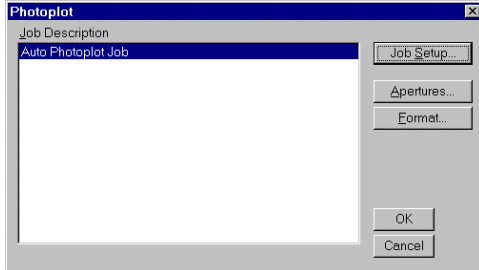 Photoplot
Job Description
Auto Photoplot Job
Job Setup...
Apertures...
Format...
OK
Cancel